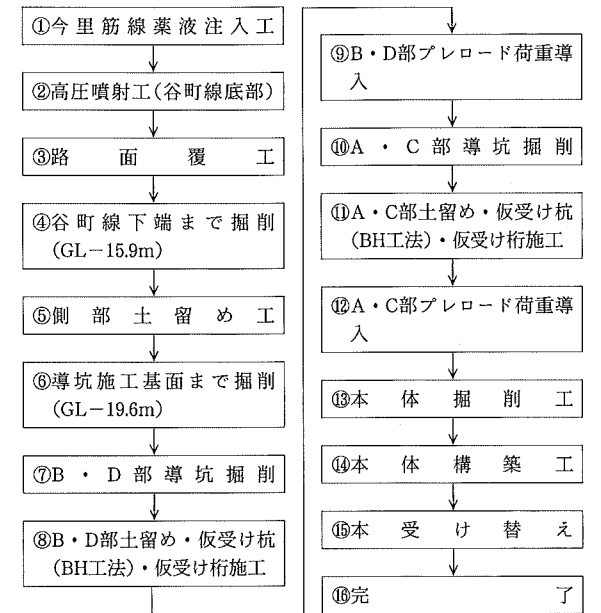 ①今里筋線薬液注入工
②高圧噴射工(谷町線底部)
③路面覆工
④谷町線下端まで掘削
(GL－15.9m)
⑤側部土留め工
⑥導坑施工基面まで掘削
(GL－19.6m)
⑦B・D部導坑掘削
⑧B・D部土留め・仮受け杭
(BH工法)・仮受け桁施工
⑨B・D部プレロード荷重導
入
⑩A・C部導坑掘削
⑪A・C部土留め・仮受け杭
(BH工法)・仮受け桁施工
⑫A・C部プレロード荷重導
入
⑬本体掘削工
⑭本体構築工
⑮本受け替え
⑯完了